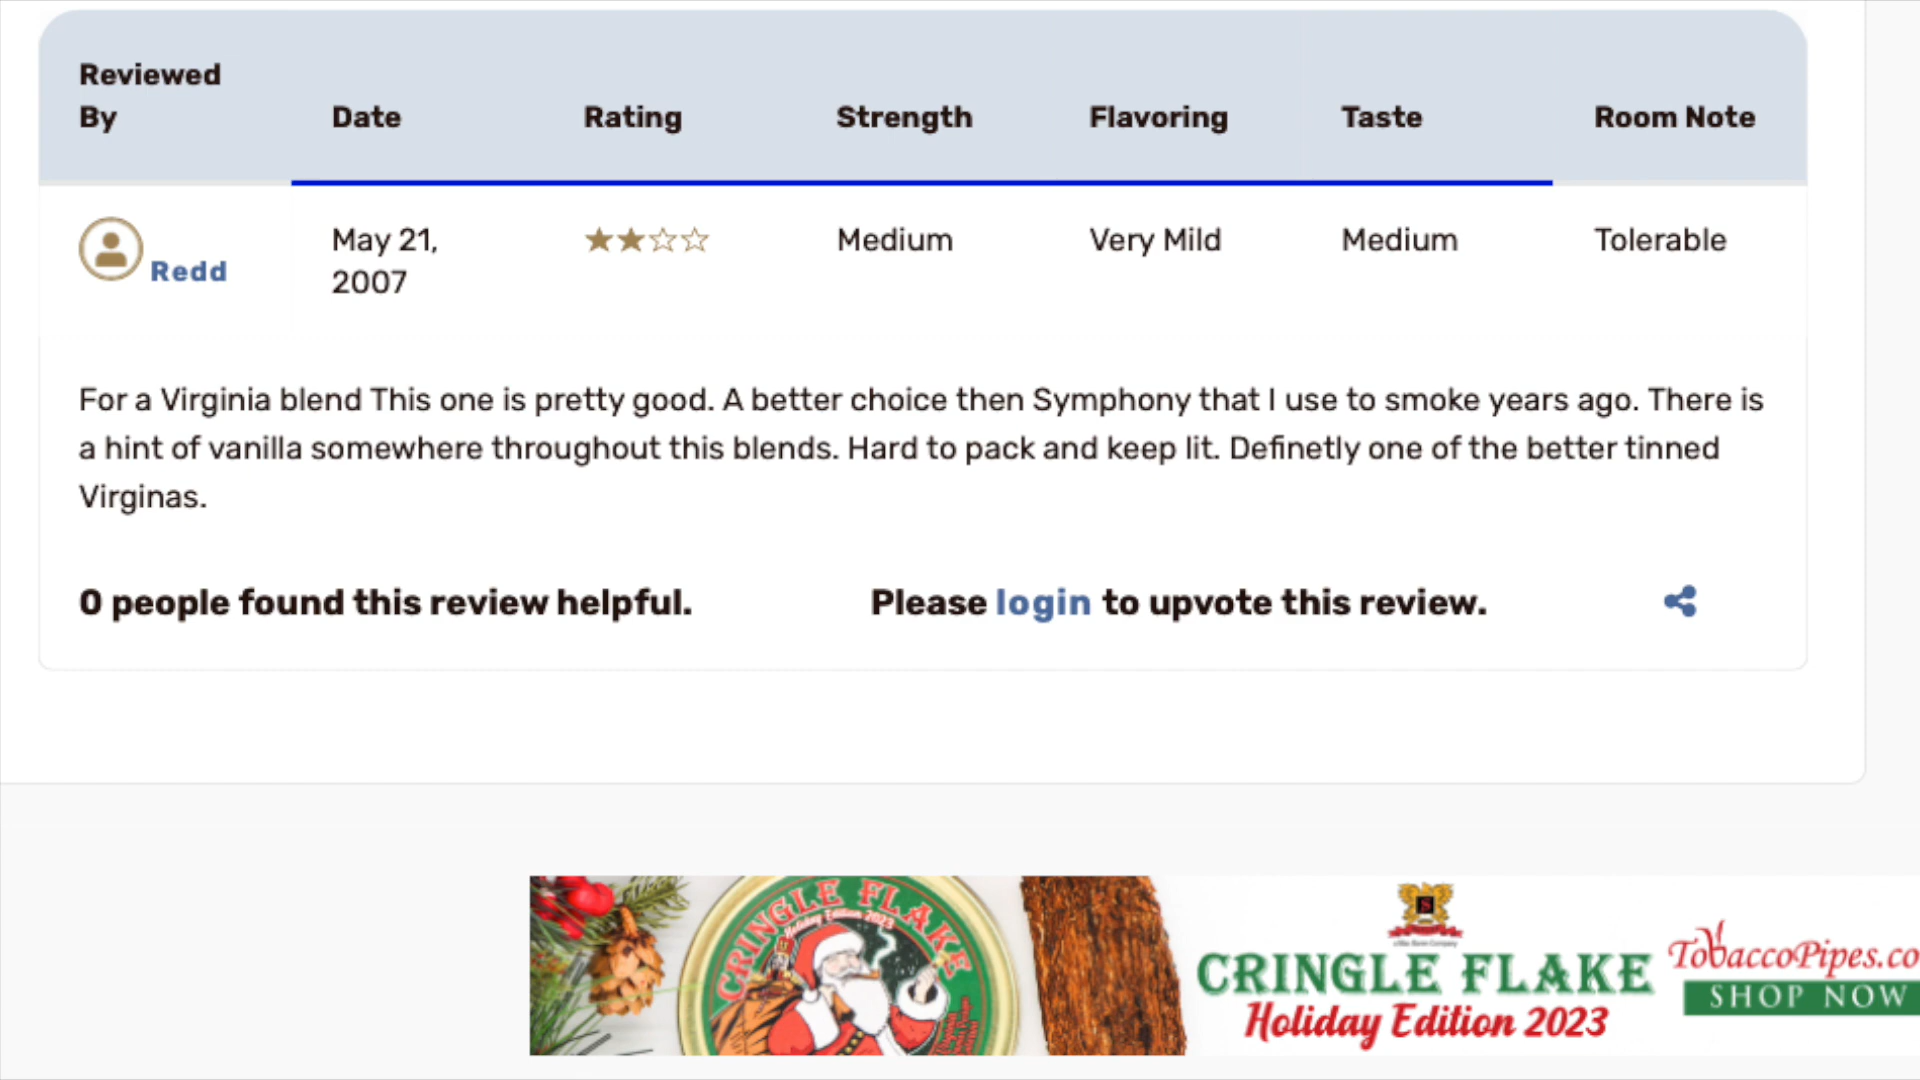 Reviewed
By
Date
Rating
Strength
Flavoring
Taste
Room Note
Redd
May 21,
2007
Medium
Very Mild
Medium
Tolerable
For a Virginia blend This one is pretty good. A better choice then Symphony that I use to smoke years ago. There is
a hint of vanilla somewhere throughout this blends. Hard to pack and keep lit. Definetly one of the better tinned
Virginas.
0 people found this review helpful.
Please login to upvote this review.
CRINGLE FLAKE
Holiday Edition 2023
S
CRINGLE FLAKE
Holiday Edition 2023
TobaccoPipes.co
SHOP NOW